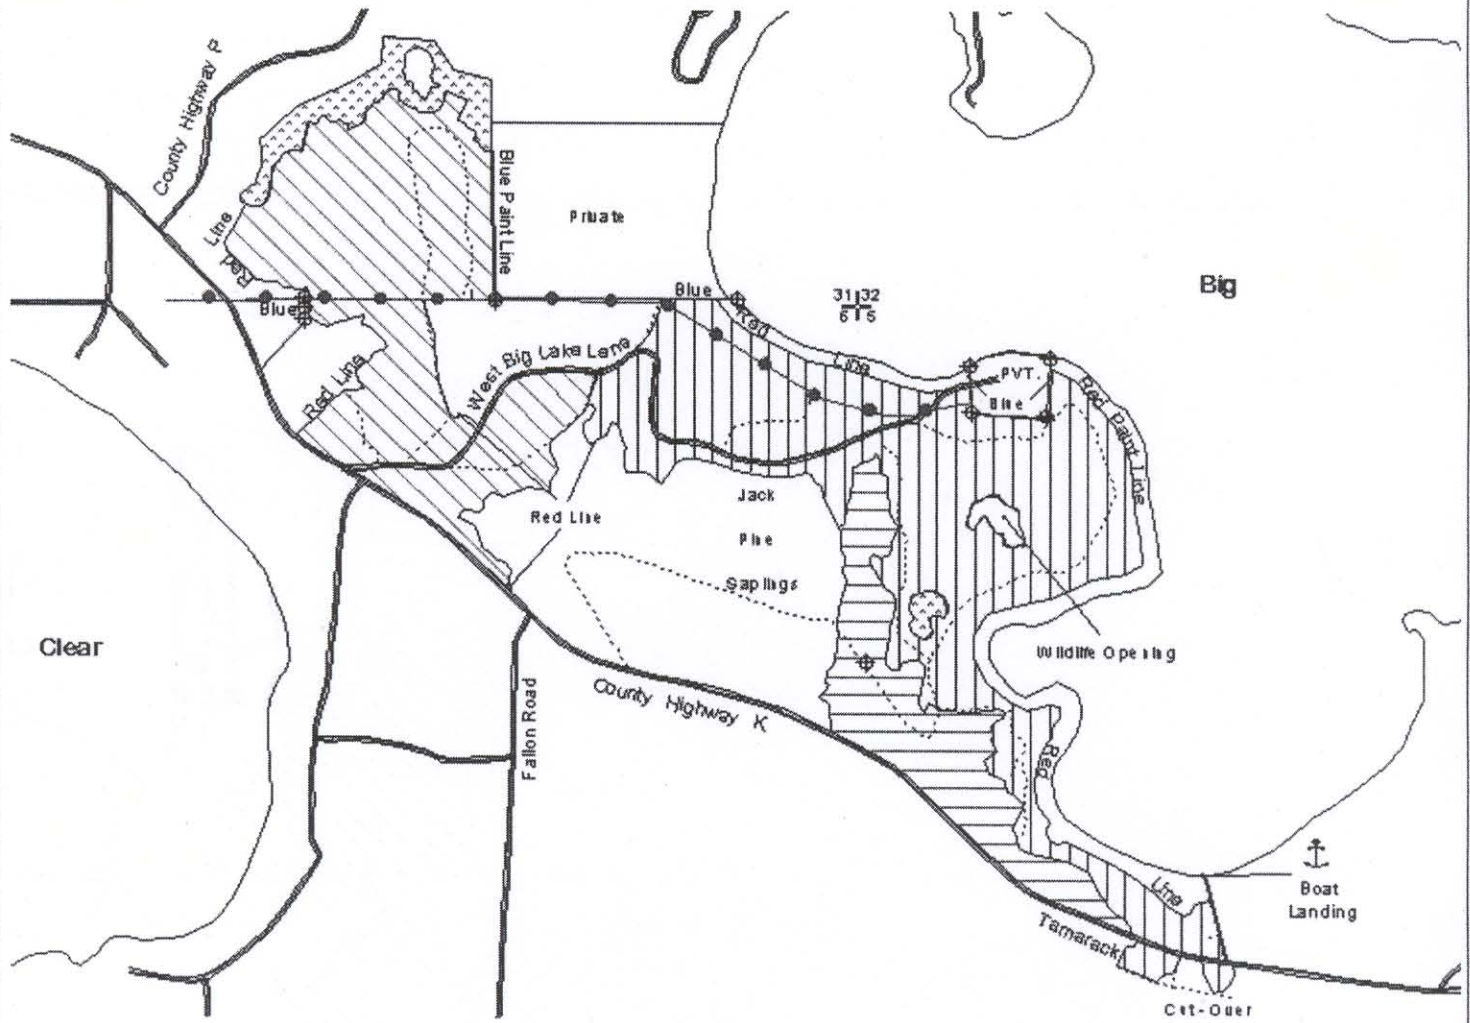 County Highway P
Blue Paint Line
Private
Red Line
Blue
Blue
31 32
6 5
Big
Red
Line
PVT.
Blue
Red Paint Line
West Big Lake Lane
Red Line
Jack
Pine
Saplings
Red Line
Wildlife Opening
Clear
County Highway K
Fallon Road
Red
Line
Boat
Landing
Tamarack
Cut-Over